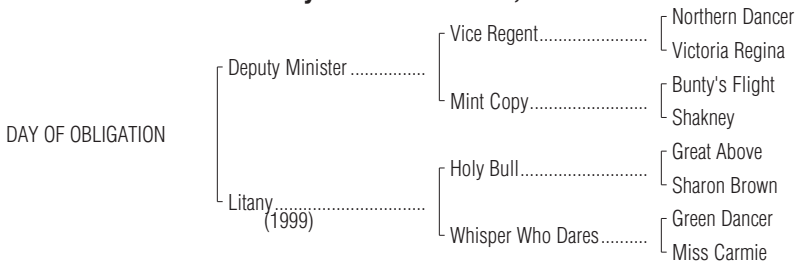 Northern Dancer
Vice Regent
Victoria Regina
Deputy Minister
Bunty's Flight
Mint Copy
Shakney
DAY OF OBLIGATION
Great Above
Holy Bull
Sharon Brown
Litany
(1999)
Green Dancer
Whisper Who Dares
Miss Carmie